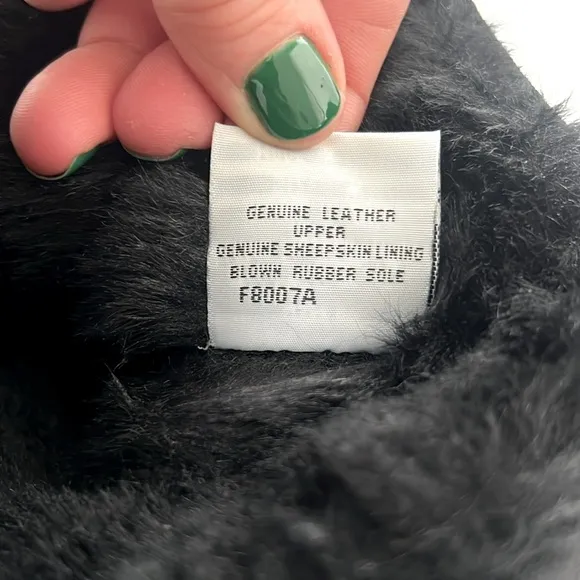 GENUINE LEATHER
UPPER
GENUINE SHEEPSKIN LINING
BLOWN RUBBER SOLE
F8007A